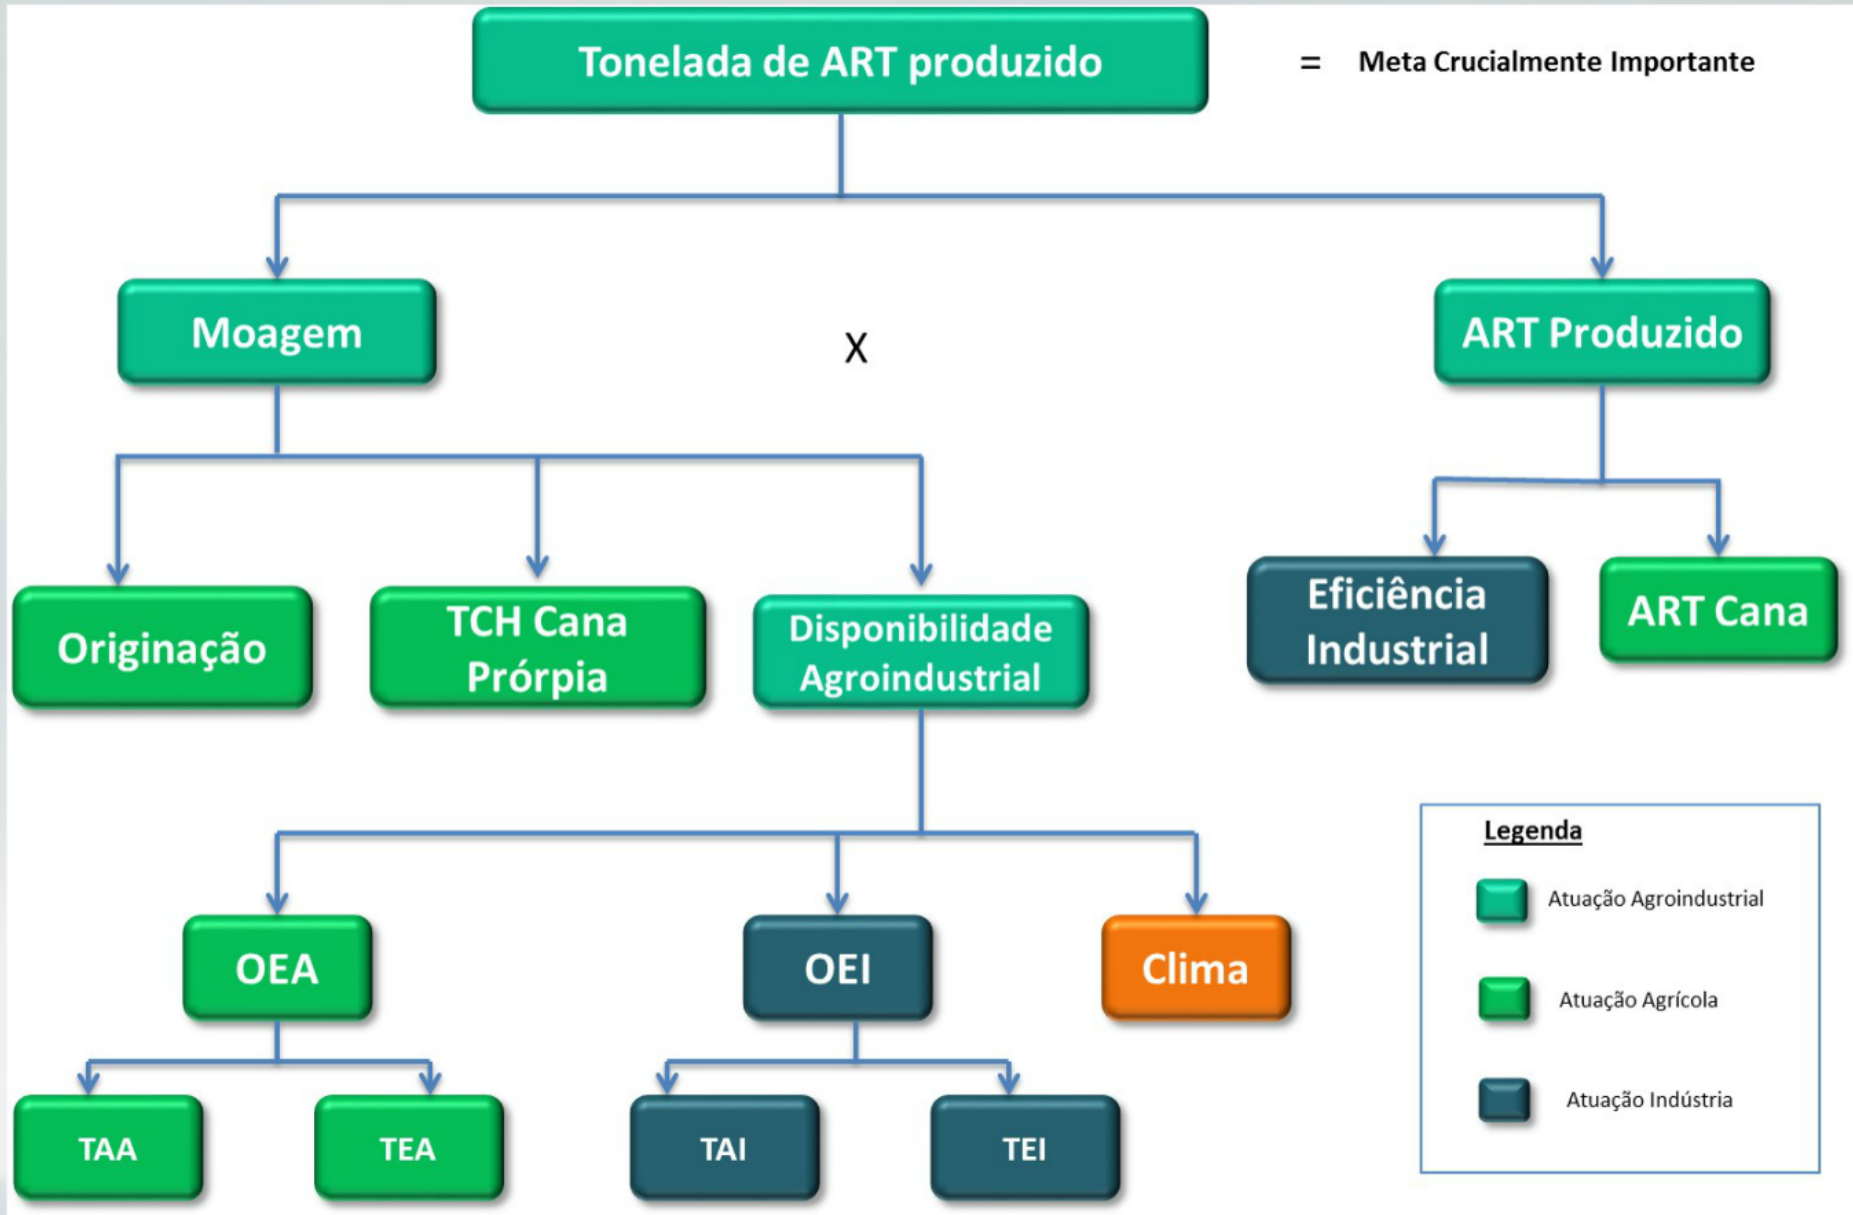 Tonelada de ART produzido
= Meta Crucialmente Importante
Moagem
X
ART Produzido
Originação
TCH Cana
Prórpia
Disponibilidade
Agroindustrial
Eficiência
Industrial
ART Cana
OEA
OEI
Clima
TAA
TEA
TAI
TEI
Legenda
Atuação Agroindustrial
Atuação Agrícola
Atuação Indústria